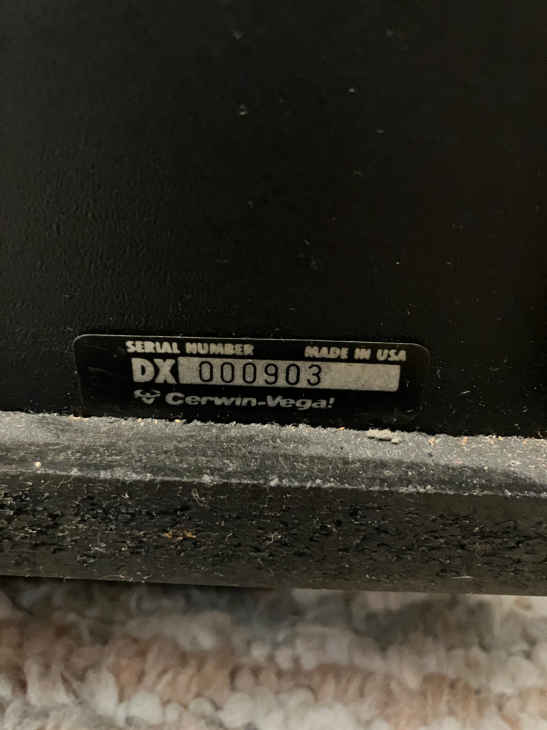 SERIAL NUMBER MADE IN USA
DX 000903
Cerwin-Vega!